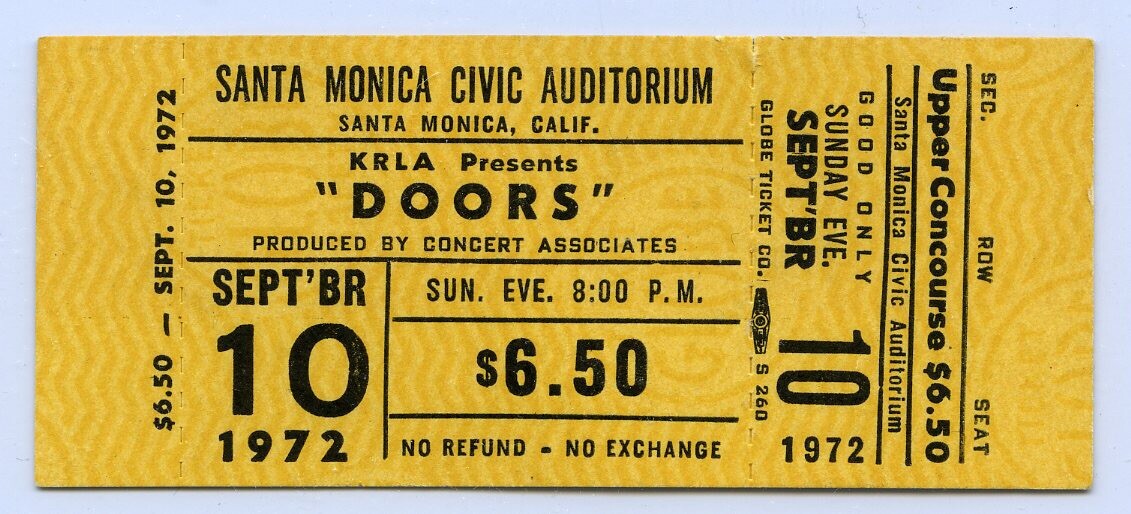 $6.50 — SEPT. 10, 1972
SANTA MONICA CIVIC AUDITORIUM
SANTA MONICA, CALIF.
KRLA Presents
"DOORS"
PRODUCED BY CONCERT ASSOCIATES
SEPT'BR
10
1972
SUN. EVE. 8:00 P.M.
$6.50
NO REFUND - NO EXCHANGE
GLOBE TICKET CO. S 260
SEPT'BR
10
1972
SUNDAY EVE.
GOOD ONLY
Santa Monica Civic Auditorium
Upper Concourse $6.50
SEC. ROW SEAT